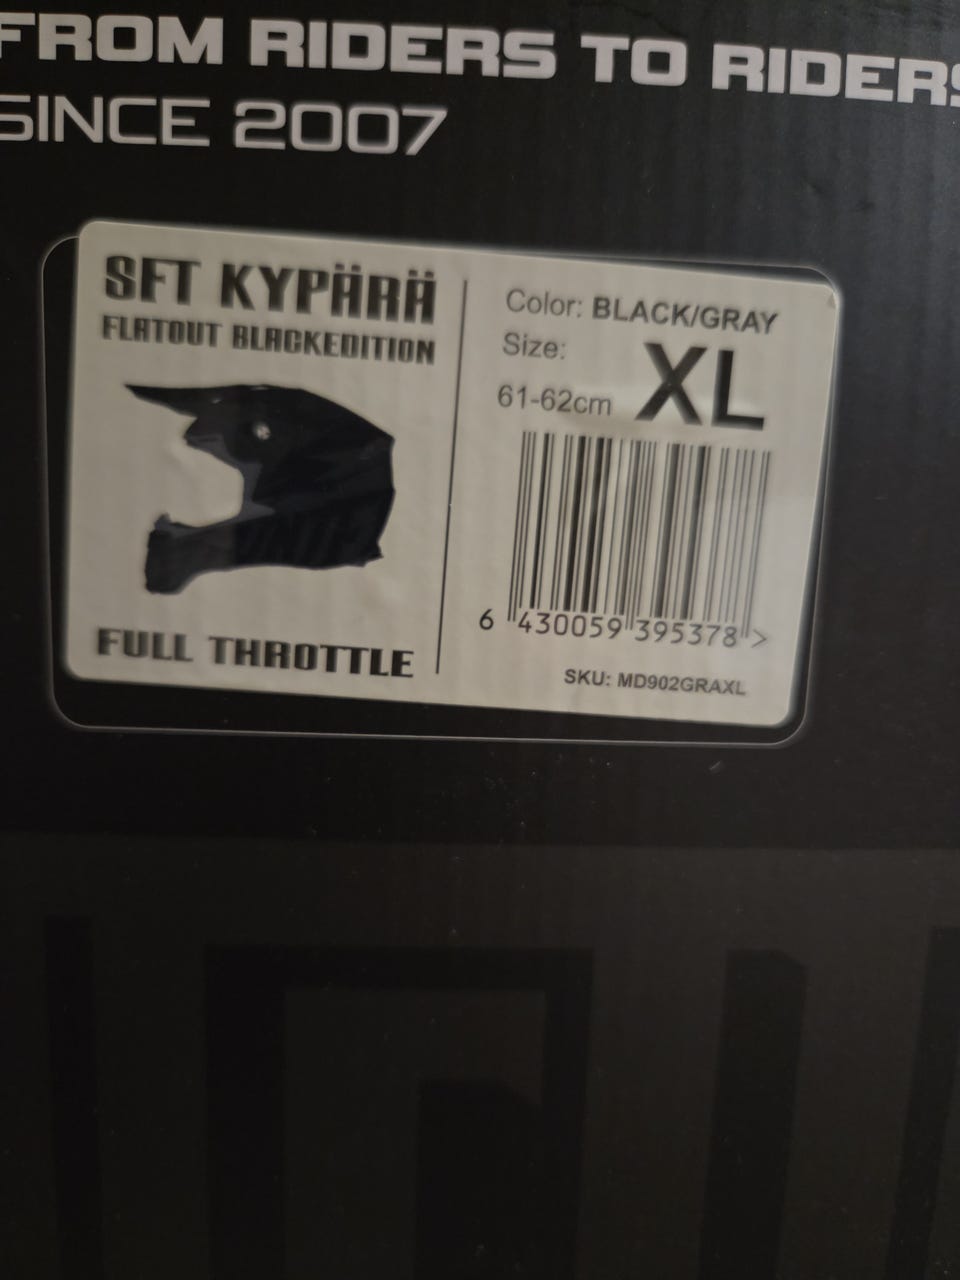 FROM RIDERS TO RIDERS
SINCE 2007
SFT KYPÄRÄ
FLATOUT BLACKEDITION
FULL THROTTLE
Color: BLACK/GRAY
Size:
XL
61-62cm
6 430059 395378 >
SKU: MD902GRAXL